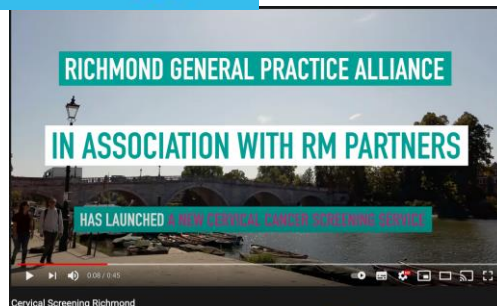 RICHMOND GENERAL PRACTICE ALLIANCE
IN ASSOCIATION WITH RM PARTNERS
HAS LAUNCHED A NEW CERVICAL CANCER SCREENING SERVICE
0:08 / 0:45
Cervical Screening Richmond